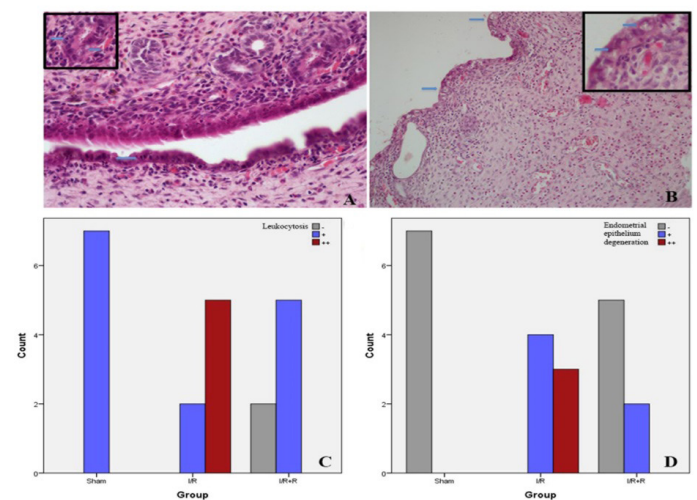 A
B
Leukocytosis
-
+
++
Count
6
4
2
0
Sham
I/R
I/R+R
Group
C
Endometrial
epithelium
degeneration
-
+
++
Count
6
4
2
0
Sham
I/R
I/R+R
Group
D